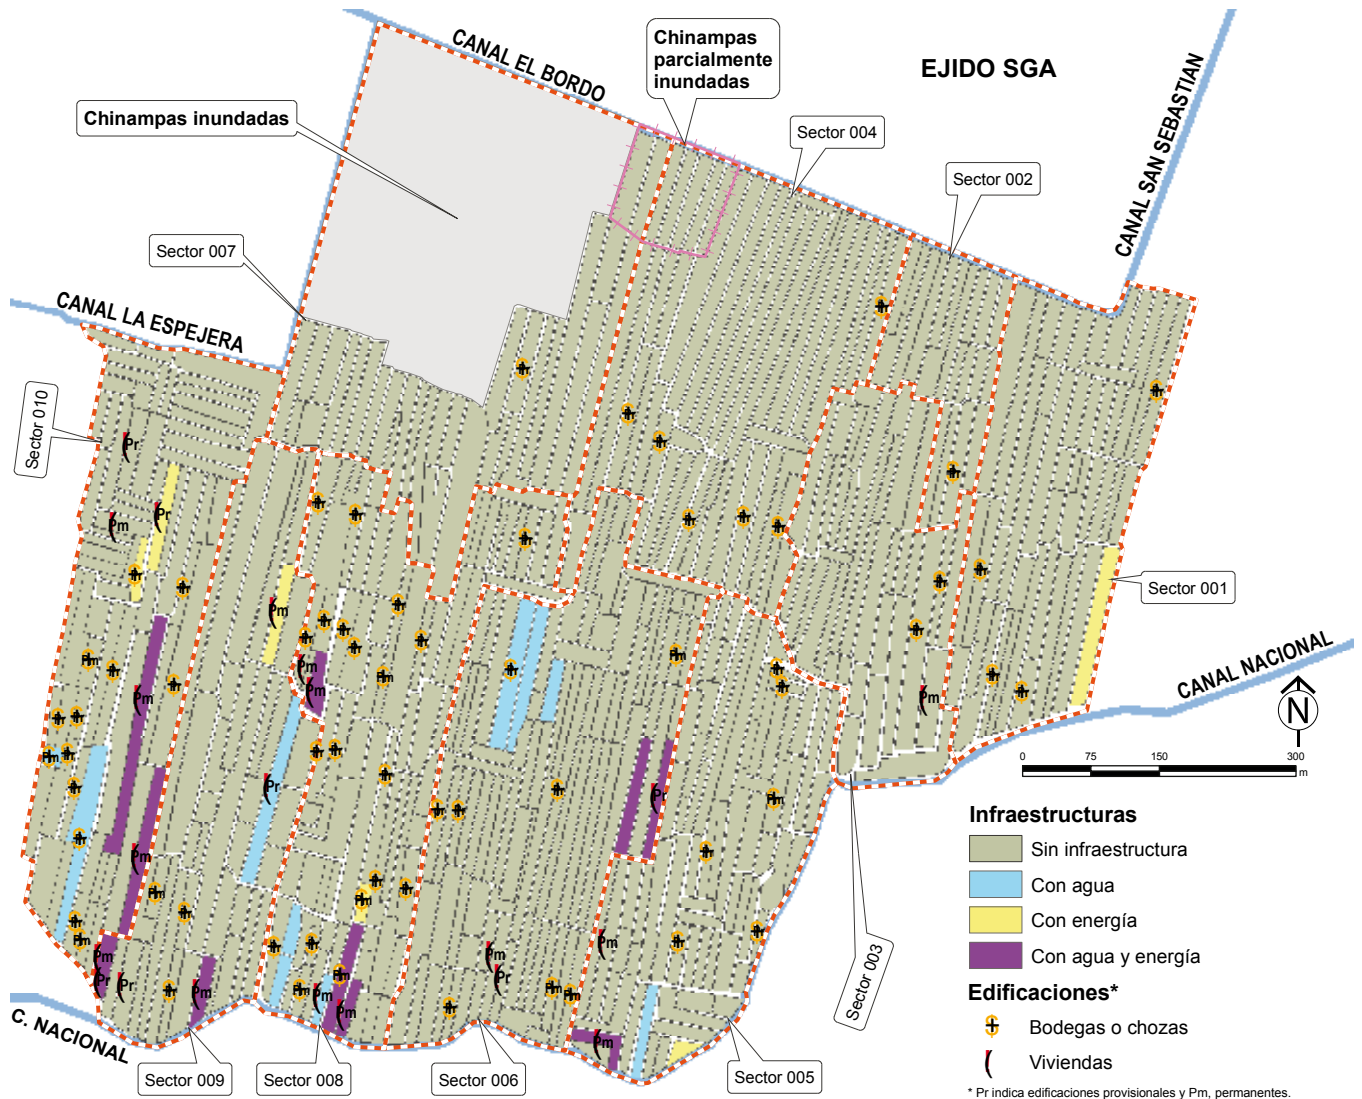 CANAL EL BORDO
Chinampas
parcialmente
inundadas
EJIDO SGA
CANAL SAN SEBASTIAN
Chinampas inundadas
Sector 004
Sector 002
Sector 007
CANAL LA ESPEJERA
Sector 010
Sector 001
CANAL NACIONAL
N
0 75 150 300
m
Infraestructuras
Sin infraestructura
Con agua
Con energía
Con agua y energía
Edificaciones*
Bodegas o chozas
Viviendas
* Pr indica edificaciones provisionales y Pm, permanentes.
Sector 003
C. NACIONAL
Sector 009
Sector 008
Sector 006
Sector 005